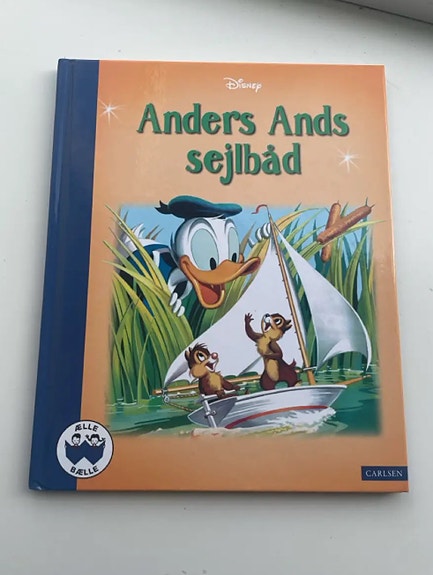 Disney
Anders Ands
sejlbåd
ÆLLE
BÆLLE
CARLSEN